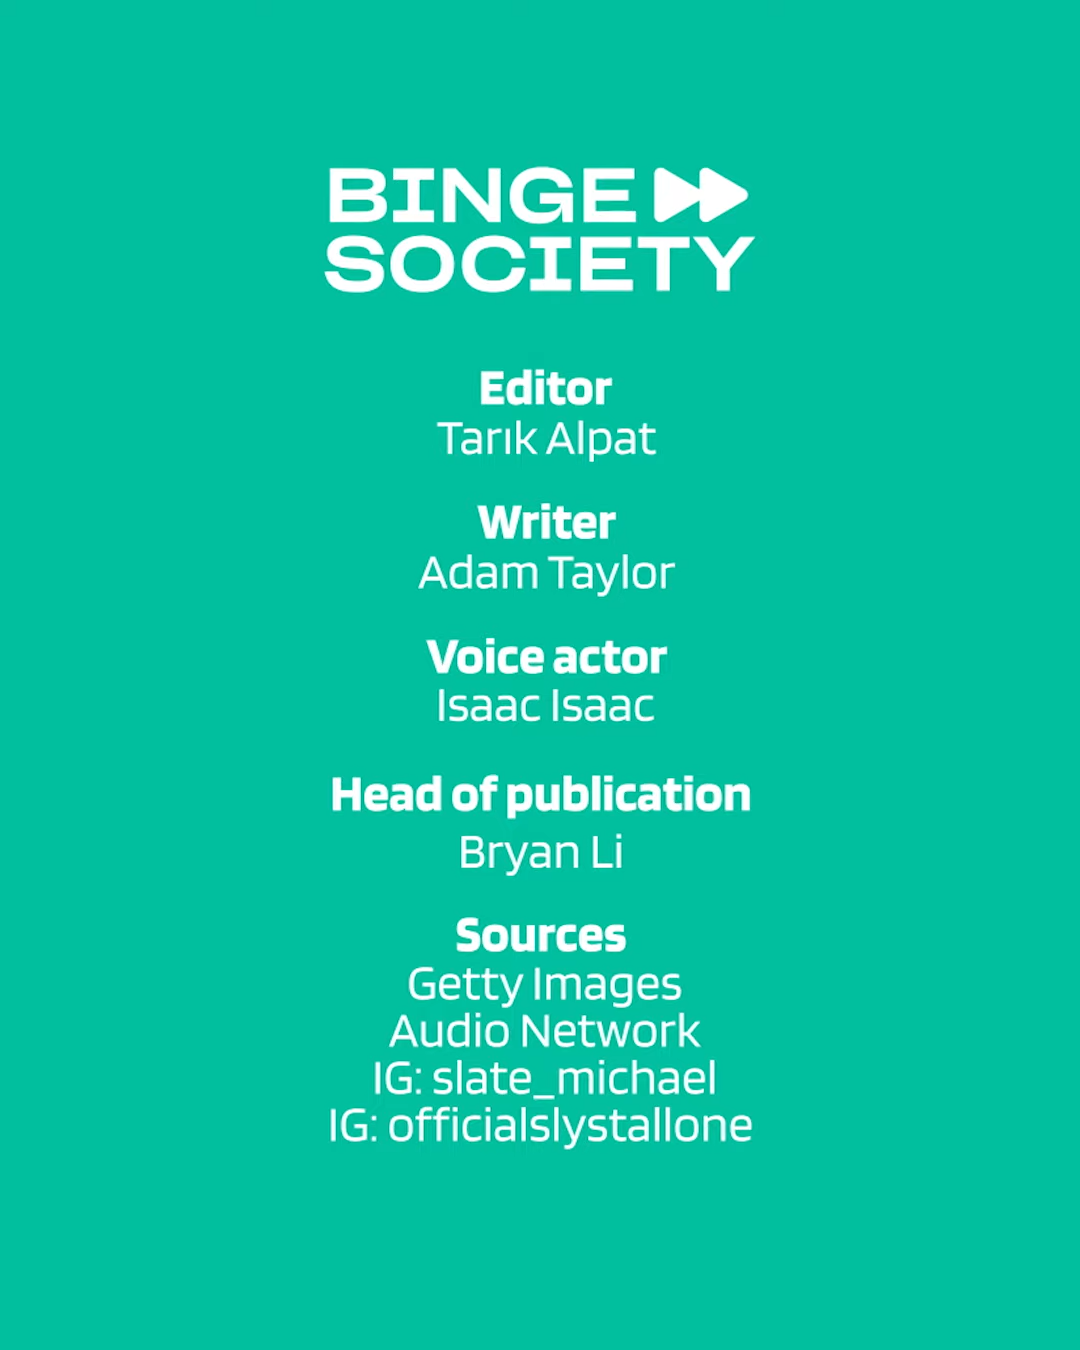 BINGE
SOCIETY
Editor
Tarık Alpat
Writer
Adam Taylor
Voice actor
Isaac Isaac
Head of publication
Bryan Li
Sources
Getty Images
Audio Network
IG: slate_michael
IG: officialslystallone